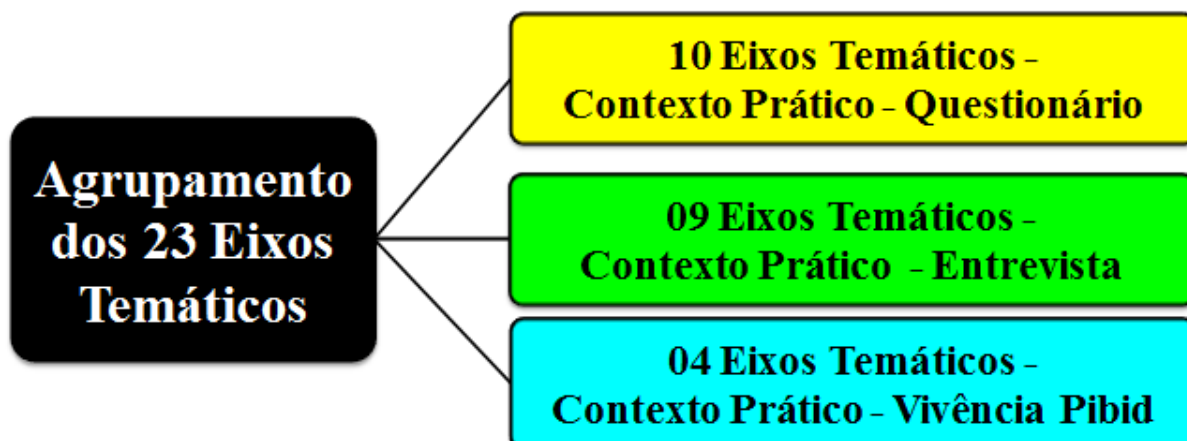 Agrupamento
dos 23 Eixos
Temáticos
10 Eixos Temáticos -
Contexto Prático - Questionário
09 Eixos Temáticos -
Contexto Prático - Entrevista
04 Eixos Temáticos -
Contexto Prático - Vivência Pibid